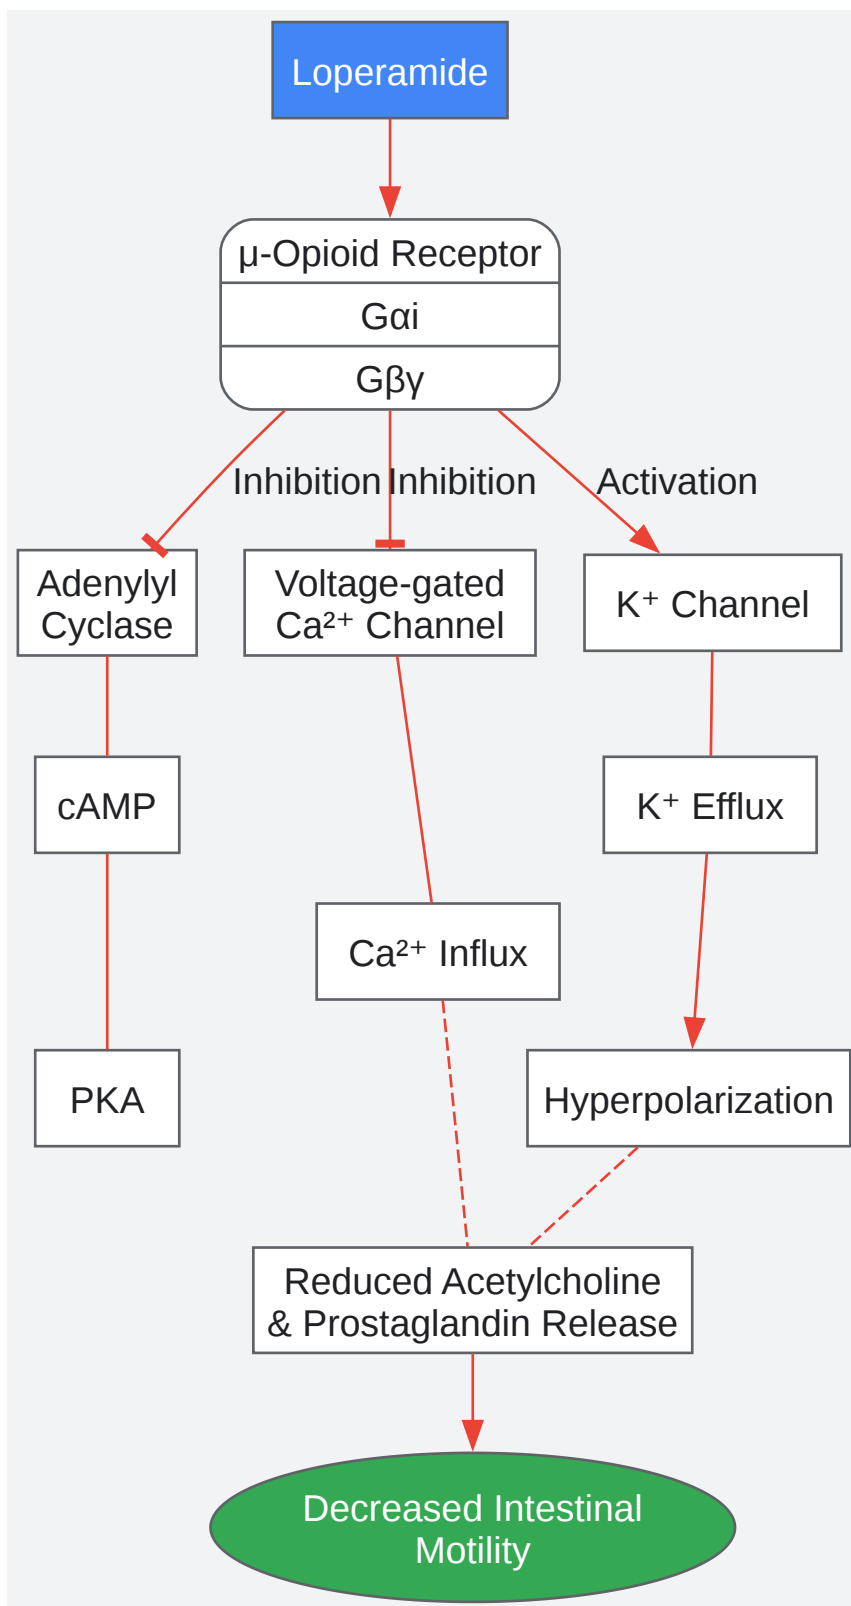 Loperamide
μ-Opioid Receptor
Gαi
Gβγ
Inhibition
Inhibition
Activation
Adenylyl
Cyclase
Voltage-gated
Ca²⁺ Channel
K⁺ Channel
cAMP
K⁺ Efflux
Ca²⁺ Influx
PKA
Hyperpolarization
Reduced Acetylcholine
& Prostaglandin Release
Decreased Intestinal
Motility